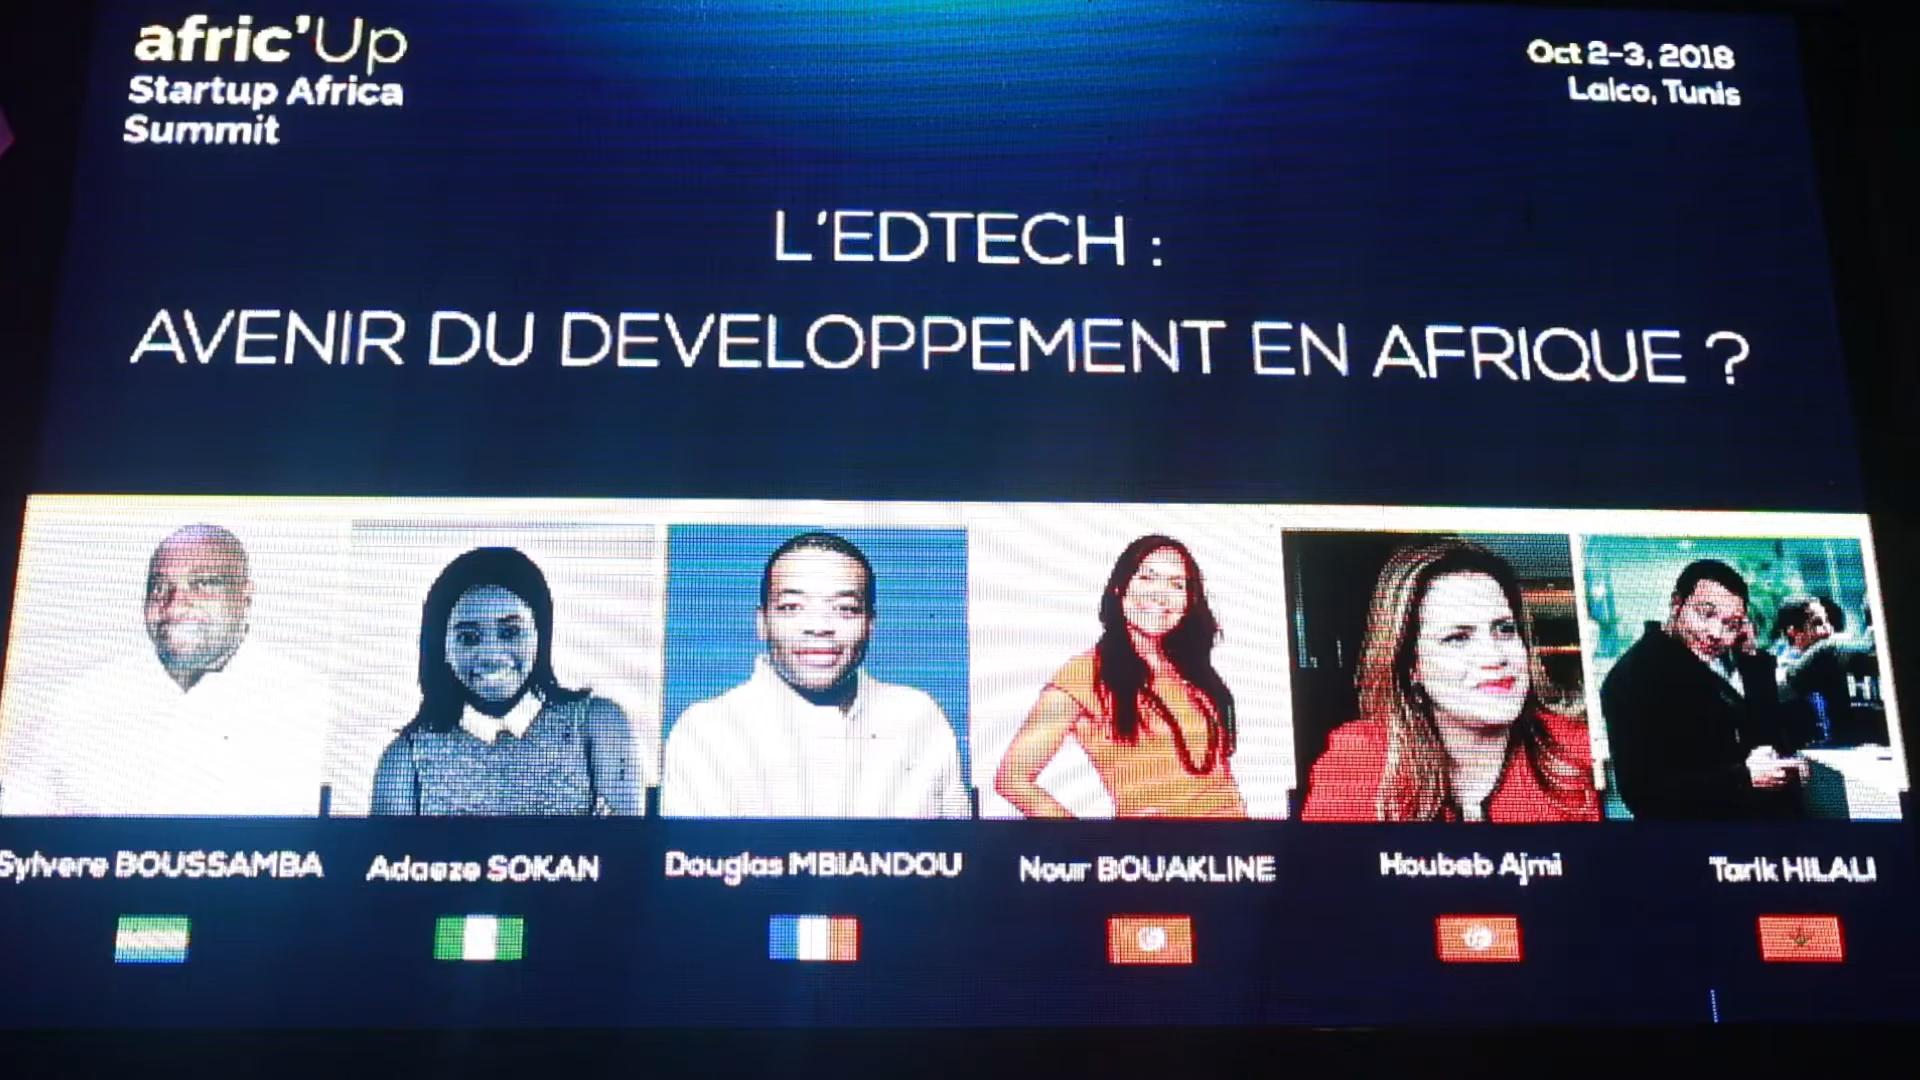 afric'Up
Startup Africa
Summit
Oct 2-3, 2018
Laico, Tunis
L'EDTECH :
AVENIR DU DEVELOPPEMENT EN AFRIQUE ?
Sylvere BOUSSAMBA
Adaeze SOKAN
Douglas MBIANDOU
Nour BOUAKLINE
Houbeb Ajmi
Tarik HILALI